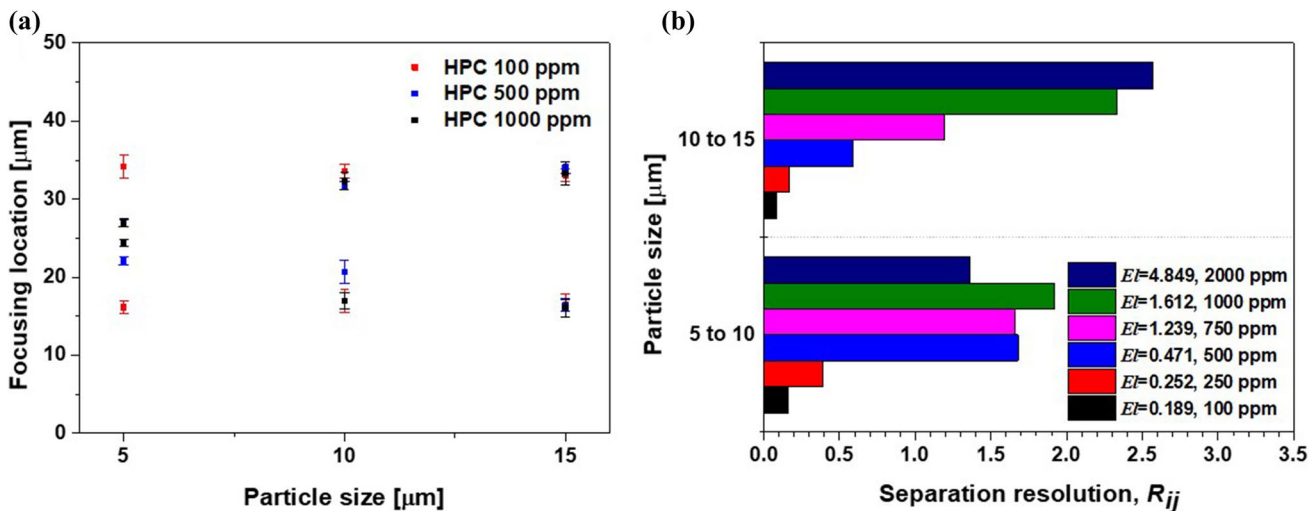 (a)
50
40
30
20
10
0
Focusing location [μm]
HPC 100 ppm
HPC 500 ppm
HPC 1000 ppm
5
10
15
Particle size [μm]
(b)
Particle size [μm]
10 to 15
5 to 10
El=4.849, 2000 ppm
El=1.612, 1000 ppm
El=1.239, 750 ppm
El=0.471, 500 ppm
El=0.252, 250 ppm
El=0.189, 100 ppm
0.0 0.5 1.0 1.5 2.0 2.5 3.0 3.5
Separation resolution, Rij